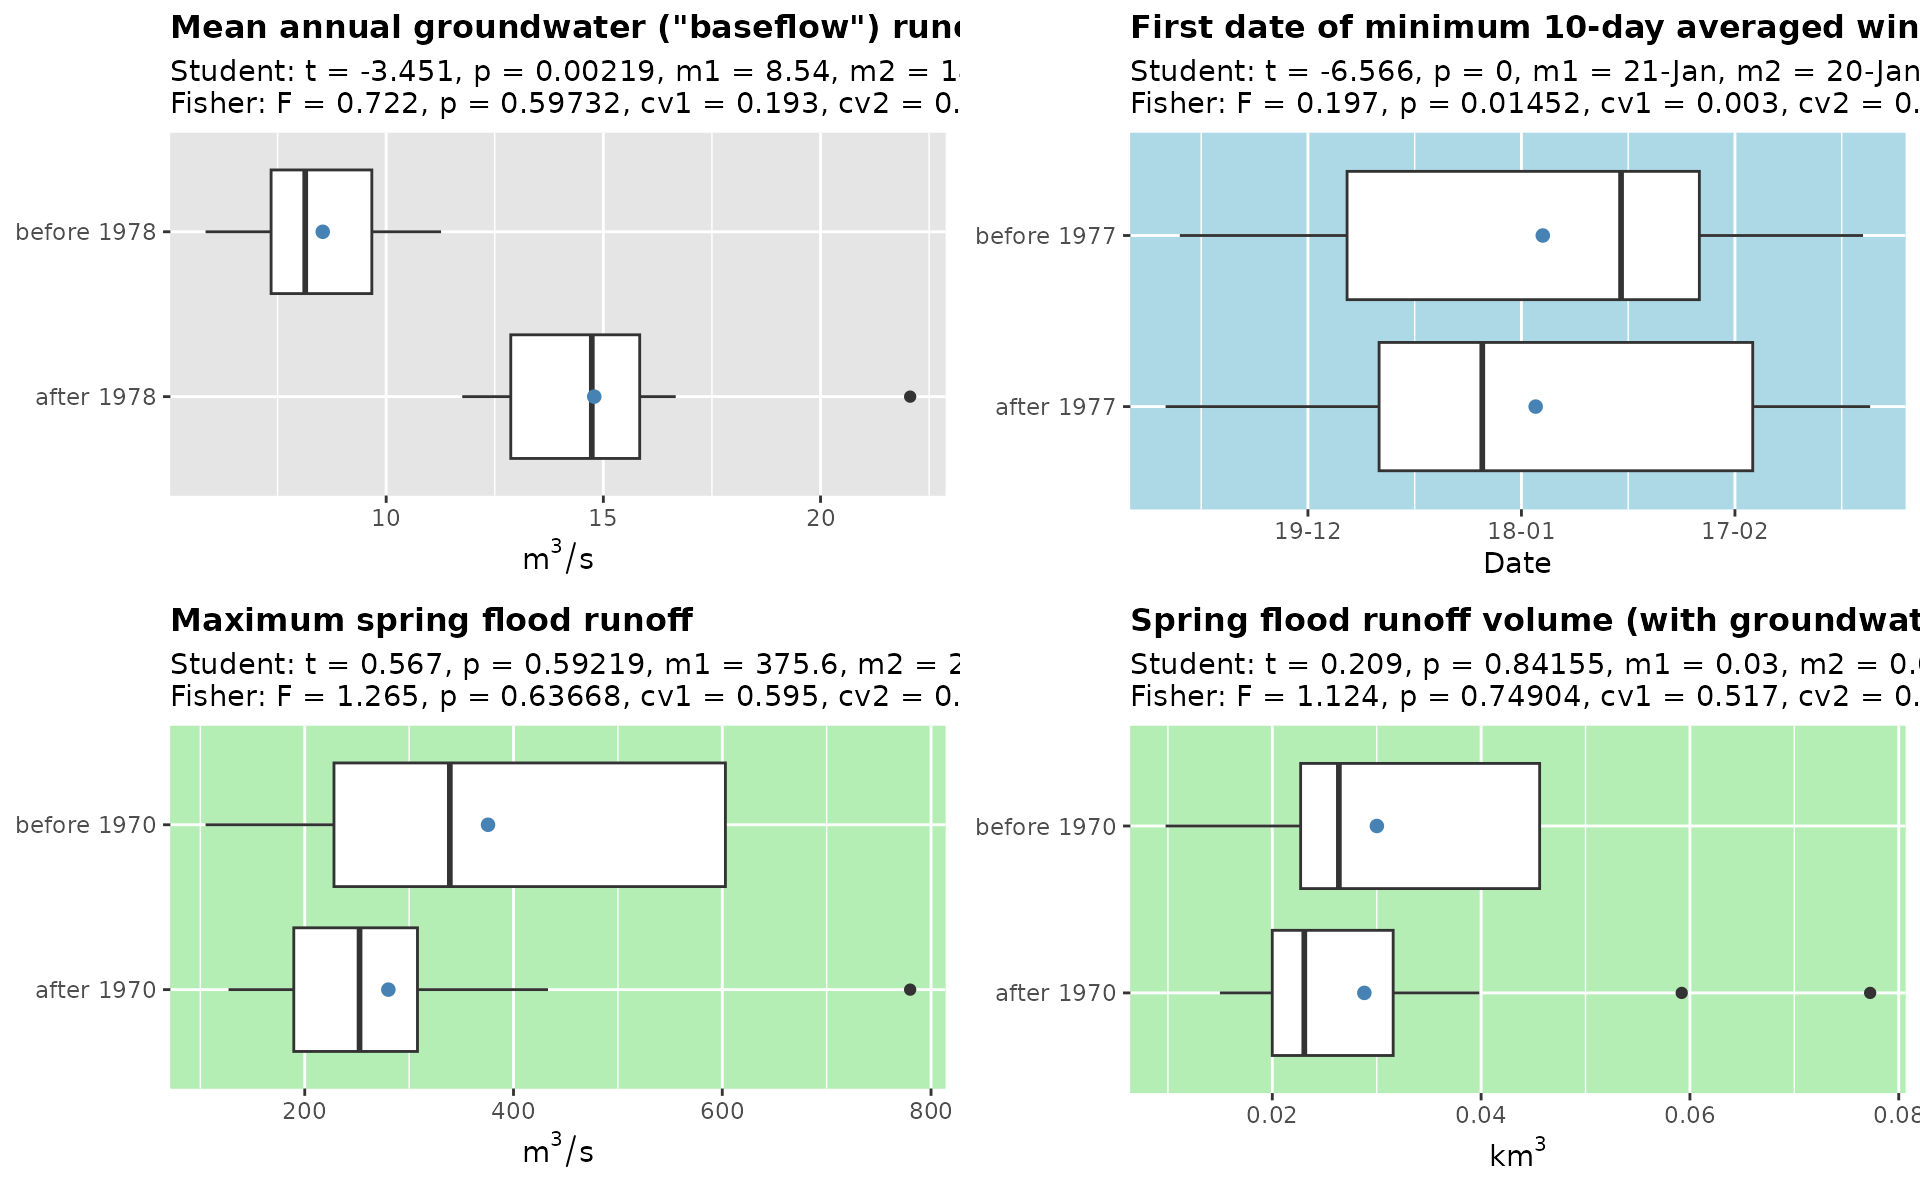 Mean annual groundwater ("baseflow")
Student: t = -3.451, p = 0.00219, m1 = 8.54, m2 =
Fisher: F = 0.722, p = 0.59732, cv1 = 0.193, cv2 = 0.
before 1978
after 1978
10 15 20
m³/s
First date of minimum 10-day averaged
Student: t = -6.566, p = 0, m1 = 21-Jan, m2 = 20-Jan
Fisher: F = 0.197, p = 0.01452, cv1 = 0.003, cv2 = 0.
before 1977
after 1977
19-12 18-01 17-02
Date
Maximum spring flood runoff
Student: t = 0.567, p = 0.59219, m1 = 375.6, m2 = 2
Fisher: F = 1.265, p = 0.63668, cv1 = 0.595, cv2 = 0.
before 1970
after 1970
200 400 600 800
m³/s
Spring flood runoff volume (with
Student: t = 0.209, p = 0.84155, m1 = 0.03, m2 = 0.
Fisher: F = 1.124, p = 0.74904, cv1 = 0.517, cv2 = 0.
before 1970
after 1970
0.02 0.04 0.06 0.08
km³